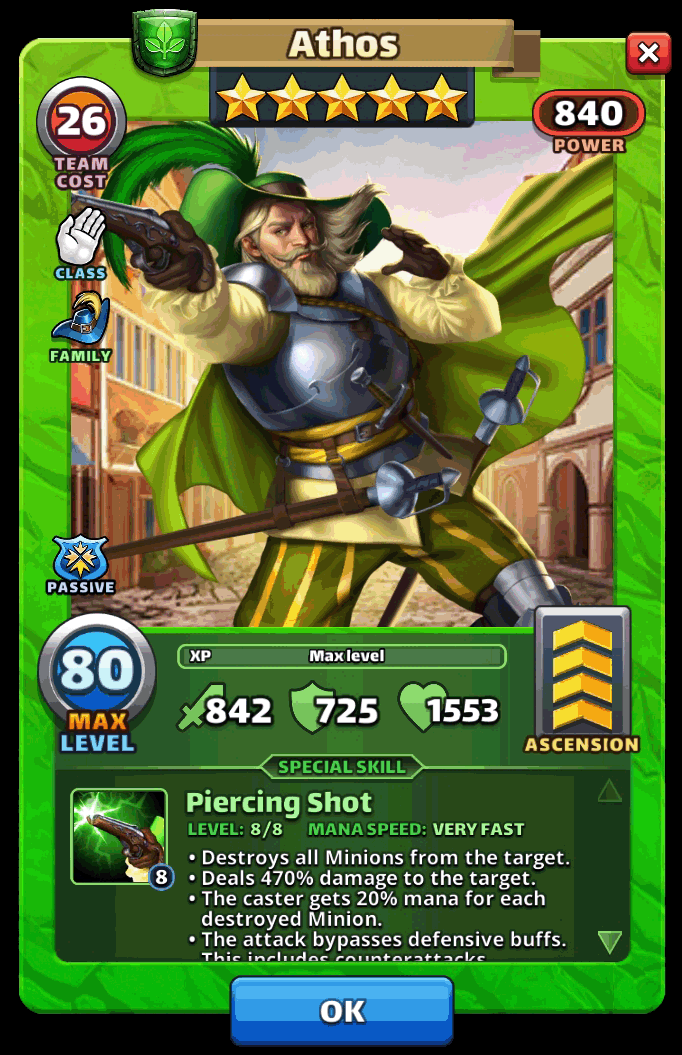 Athos
26
TEAM
COST
840
POWER
CLASS
FAMILY
PASSIVE
80
MAX
LEVEL
XP Max level
842 725 1553
ASCENSION
SPECIAL SKILL
Piercing Shot
LEVEL: 8/8 MANA SPEED: VERY FAST
8
• Destroys all Minions from the target.
• Deals 470% damage to the target.
• The caster gets 20% mana for each
destroyed Minion.
• The attack bypasses defensive buffs.
This includes counterattacks.
OK